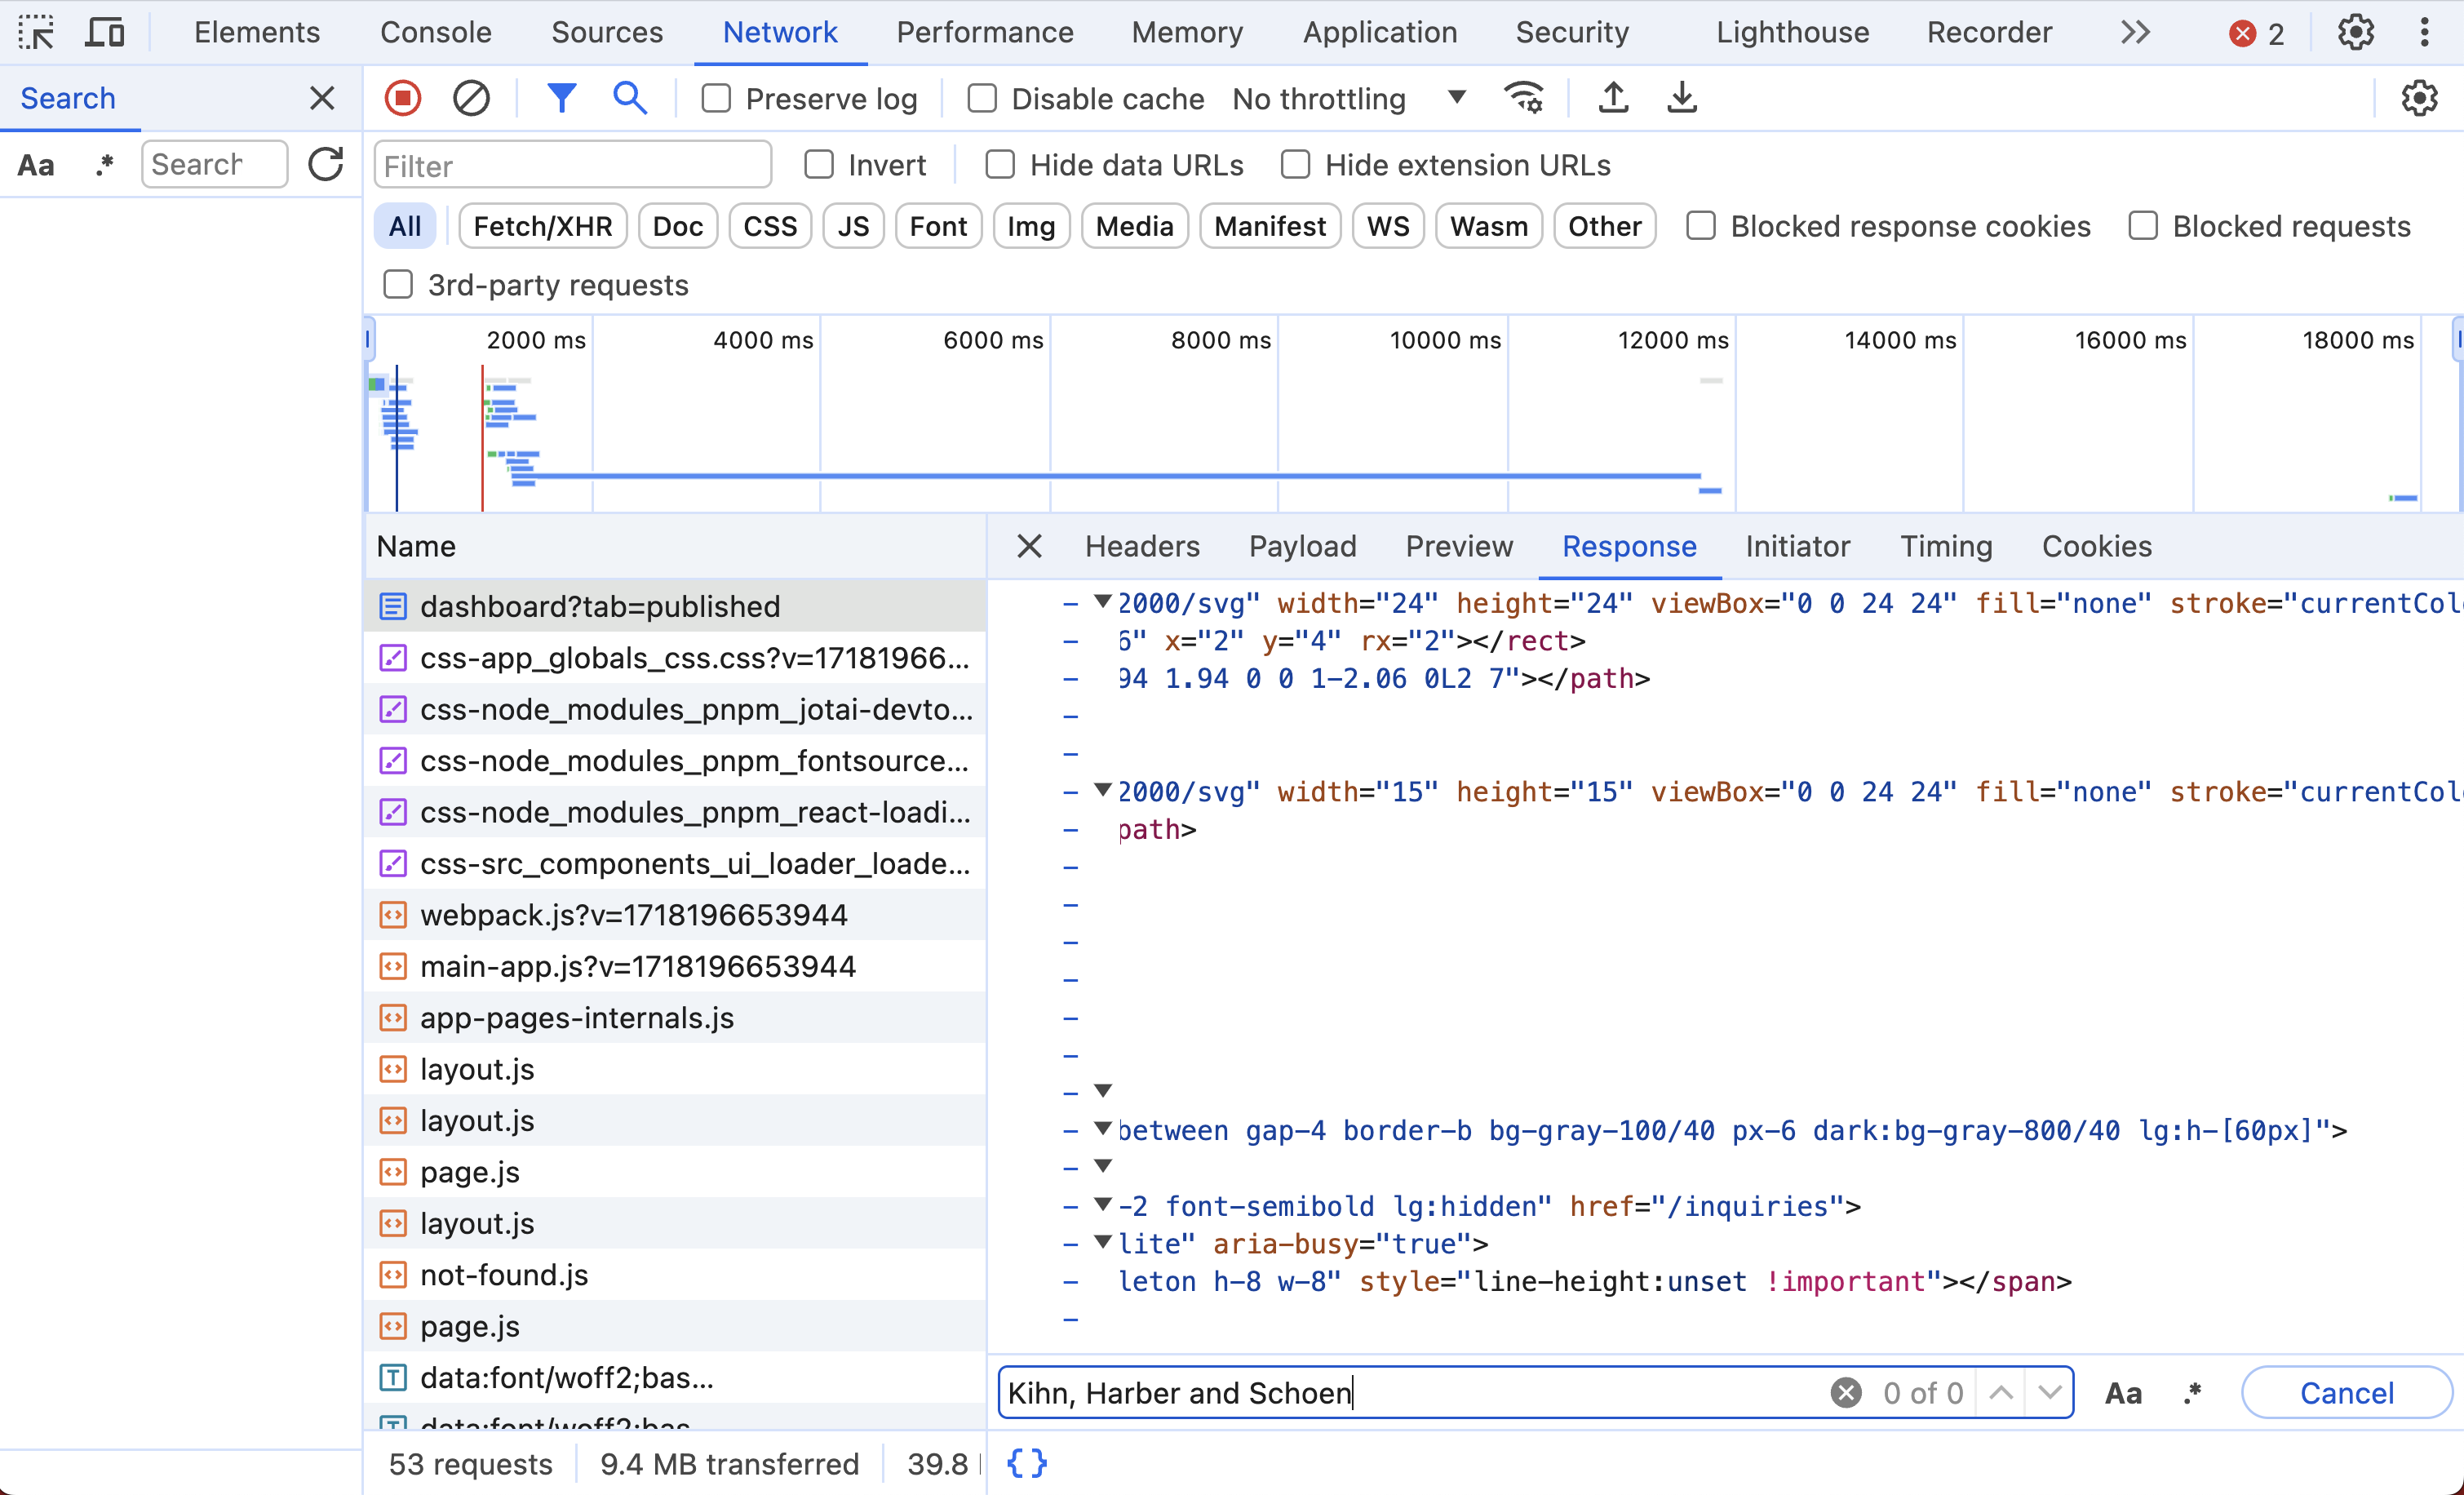 Elements Console Sources Network Performance Memory Application Security Lighthouse Recorder 2
Search
Preserve log Disable cache No throttling
Aa .* Search
Filter Invert Hide data URLs Hide extension URLs
All Fetch/XHR Doc CSS JS Font Img Media Manifest WS Wasm Other Blocked response cookies Blocked requests
3rd-party requests
2000 ms 4000 ms 6000 ms 8000 ms 10000 ms 12000 ms 14000 ms 16000 ms 18000 ms
Name
dashboard?tab=published
css-app_globals_css.css?v=17181966...
css-node_modules_pnpm_jotai-devto...
css-node_modules_pnpm_fontsource...
css-node_modules_pnpm_react-loadi...
css-src_components_ui_loader_loade...
webpack.js?v=1718196653944
main-app.js?v=1718196653944
app-pages-internals.js
layout.js
layout.js
page.js
layout.js
not-found.js
page.js
data:font/woff2;bas...
data:font/woff2;bas...
53 requests 9.4 MB transferred 39.8
Headers Payload Preview Response Initiator Timing Cookies
2000/svg" width="24" height="24" viewBox="0 0 24 24" fill="none" stroke="currentCol
6" x="2" y="4" rx="2"></rect>
94 1.94 0 0 1-2.06 0L2 7"></path>
2000/svg" width="15" height="15" viewBox="0 0 24 24" fill="none" stroke="currentCol
path>
between gap-4 border-b bg-gray-100/40 px-6 dark:bg-gray-800/40 lg:h-[60px]">
-2 font-semibold lg:hidden" href="/inquiries">
lite" aria-busy="true">
leton h-8 w-8" style="line-height:unset !important"></span>
Kihn, Harber and Schoen 0 of 0 Aa .* Cancel
{}